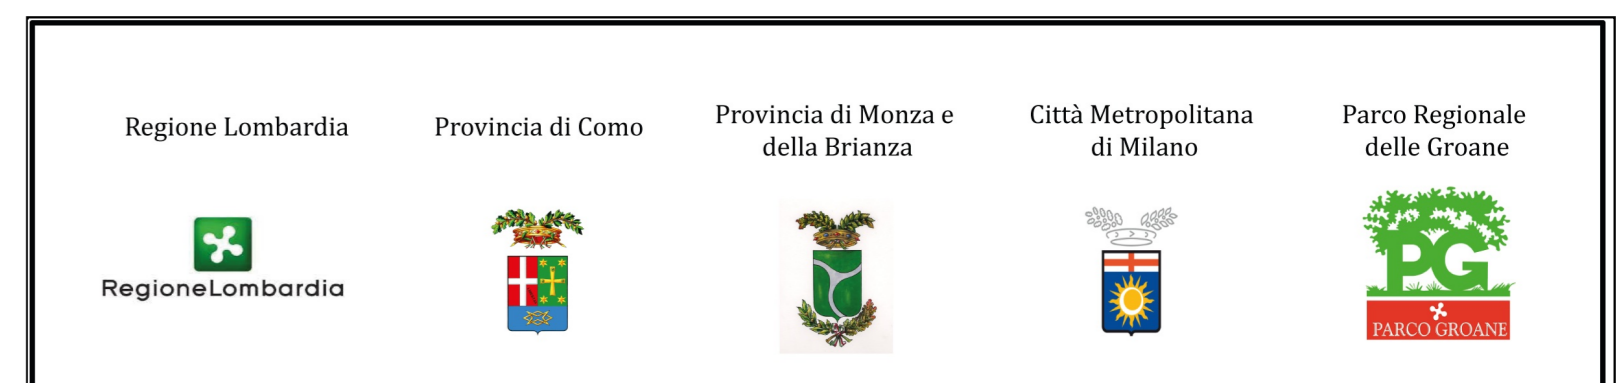 Regione Lombardia
Provincia di Como
Provincia di Monza e
della Brianza
Città Metropolitana
di Milano
Parco Regionale
delle Groane
RegioneLombardia
PG
PARCO GROANE